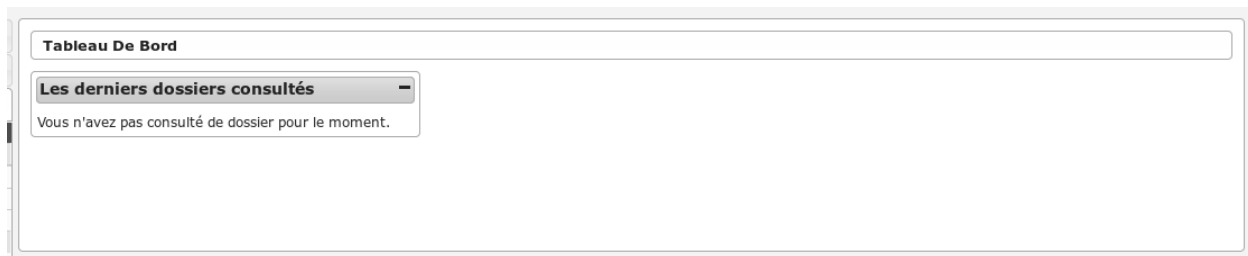 Tableau De Bord
Les derniers dossiers consultés
Vous n'avez pas consulté de dossier pour le moment.